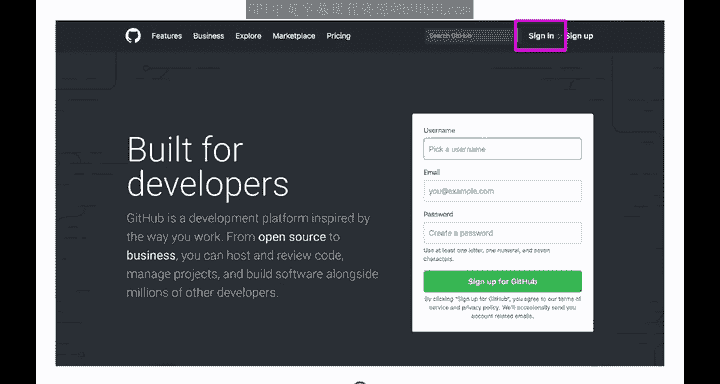 Features Business Explore Marketplace Pricing Search GitHub Sign in or Sign up
Built for
developers
GitHub is a development platform inspired by
the way you work. From open source to
business, you can host and review code,
manage projects, and build software alongside
millions of other developers.
Username
Pick a username
Email
you@example.com
Password
Create a password
Use at least one letter, one numeral, and seven
characters.
Sign up for GitHub
By clicking "Sign up for GitHub", you agree to our terms of
service and privacy policy. We'll occasionally send you
account related emails.